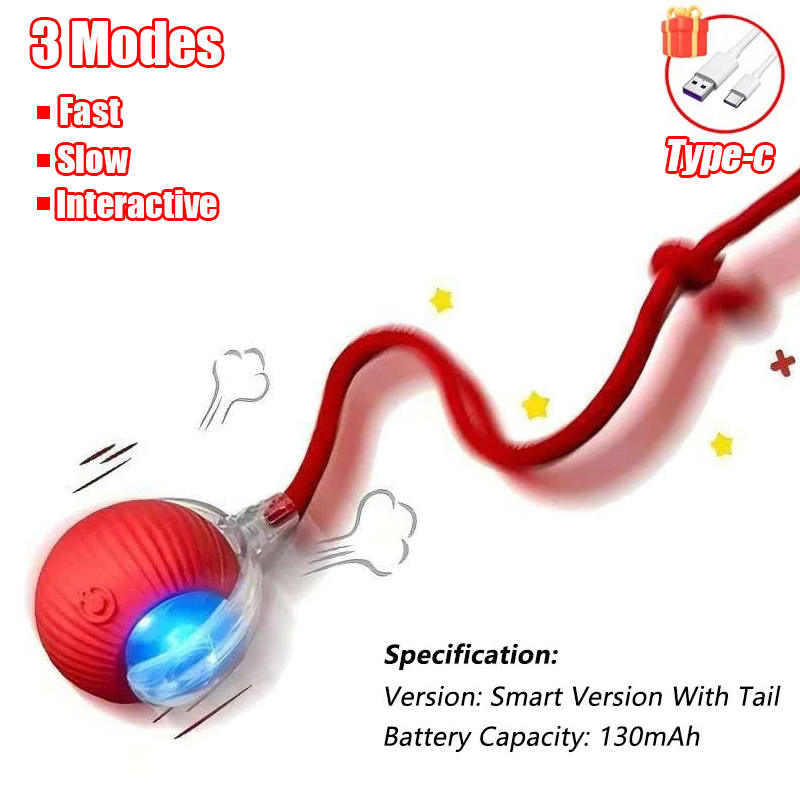 3 Modes
Fast
Slow
Interactive
Type-c
Specification:
Version: Smart Version With Tail
Battery Capacity: 130mAh